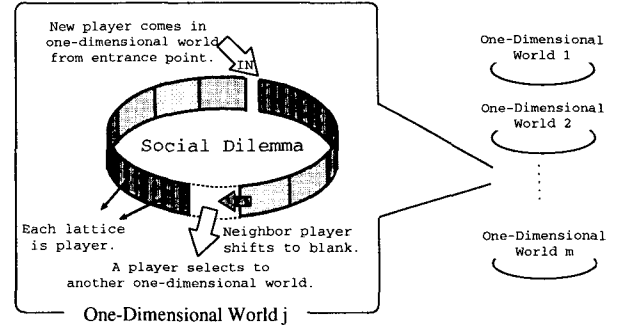 New player comes in
one-dimensional world
from entrance point.
IN
Social Dilemma
Each lattice
is player.
Neighbor player
shifts to blank.
A player selects to
another one-dimensional world.
One-Dimensional World j
One-Dimensional
World 1
One-Dimensional
World 2
One-Dimensional
World m